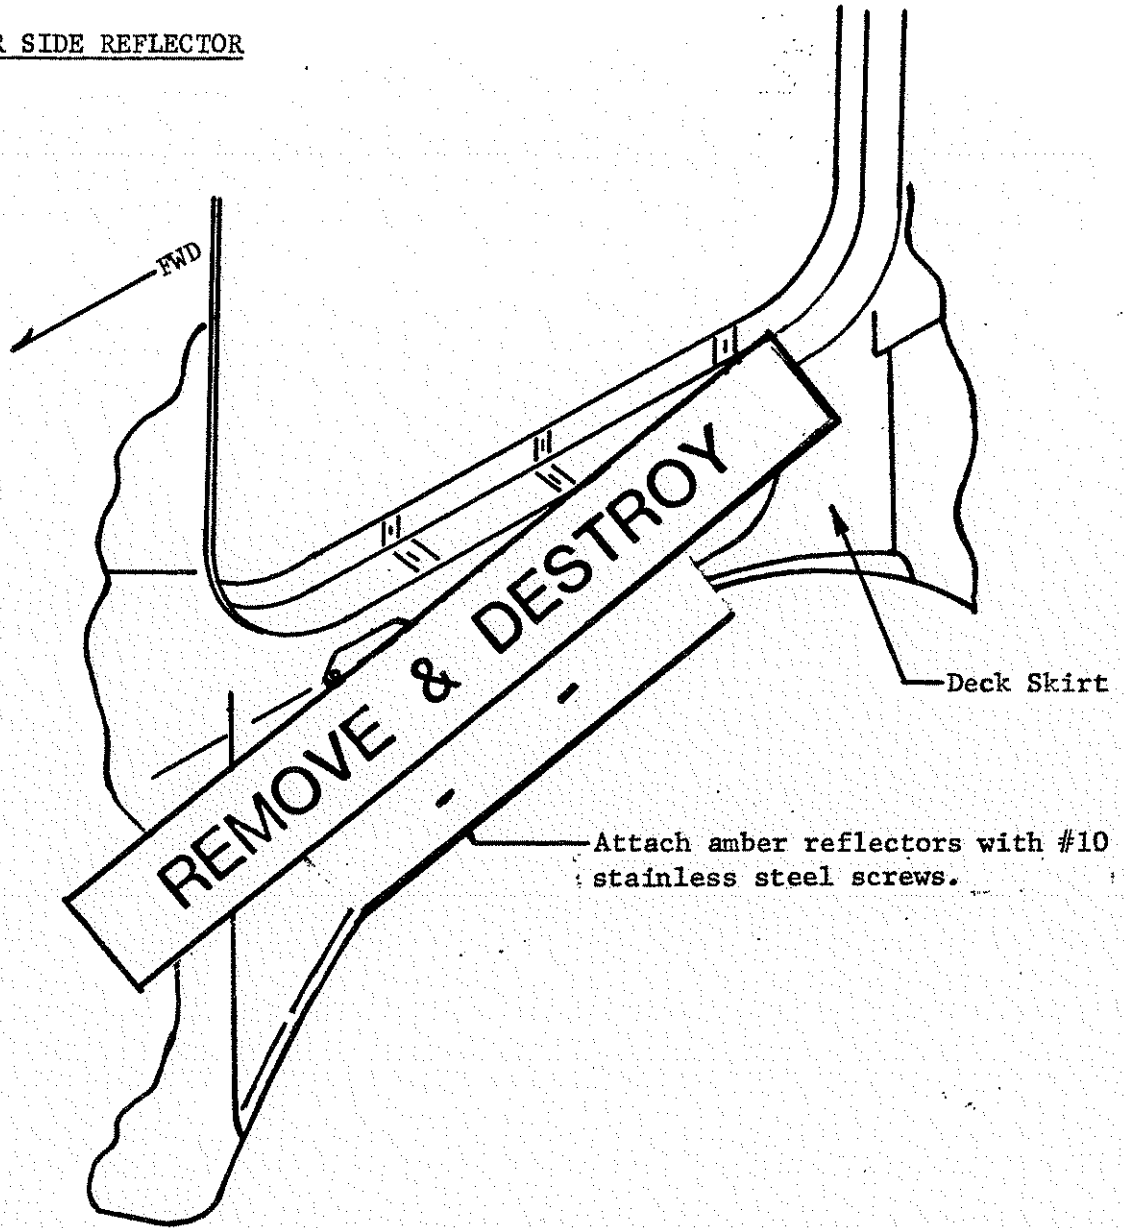 SIDE REFLECTOR
FWD
REMOVE & DESTROY
Deck Skirt
Attach amber reflectors with #10
stainless steel screws.